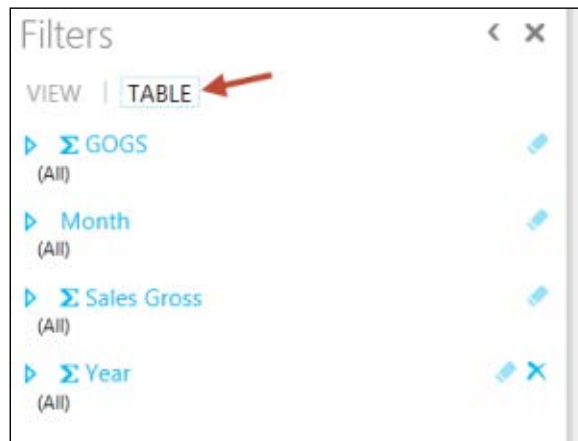 Filters
VIEW | TABLE
Σ GOGS
(All)
Month
(All)
Σ Sales Gross
(All)
Σ Year
(All)